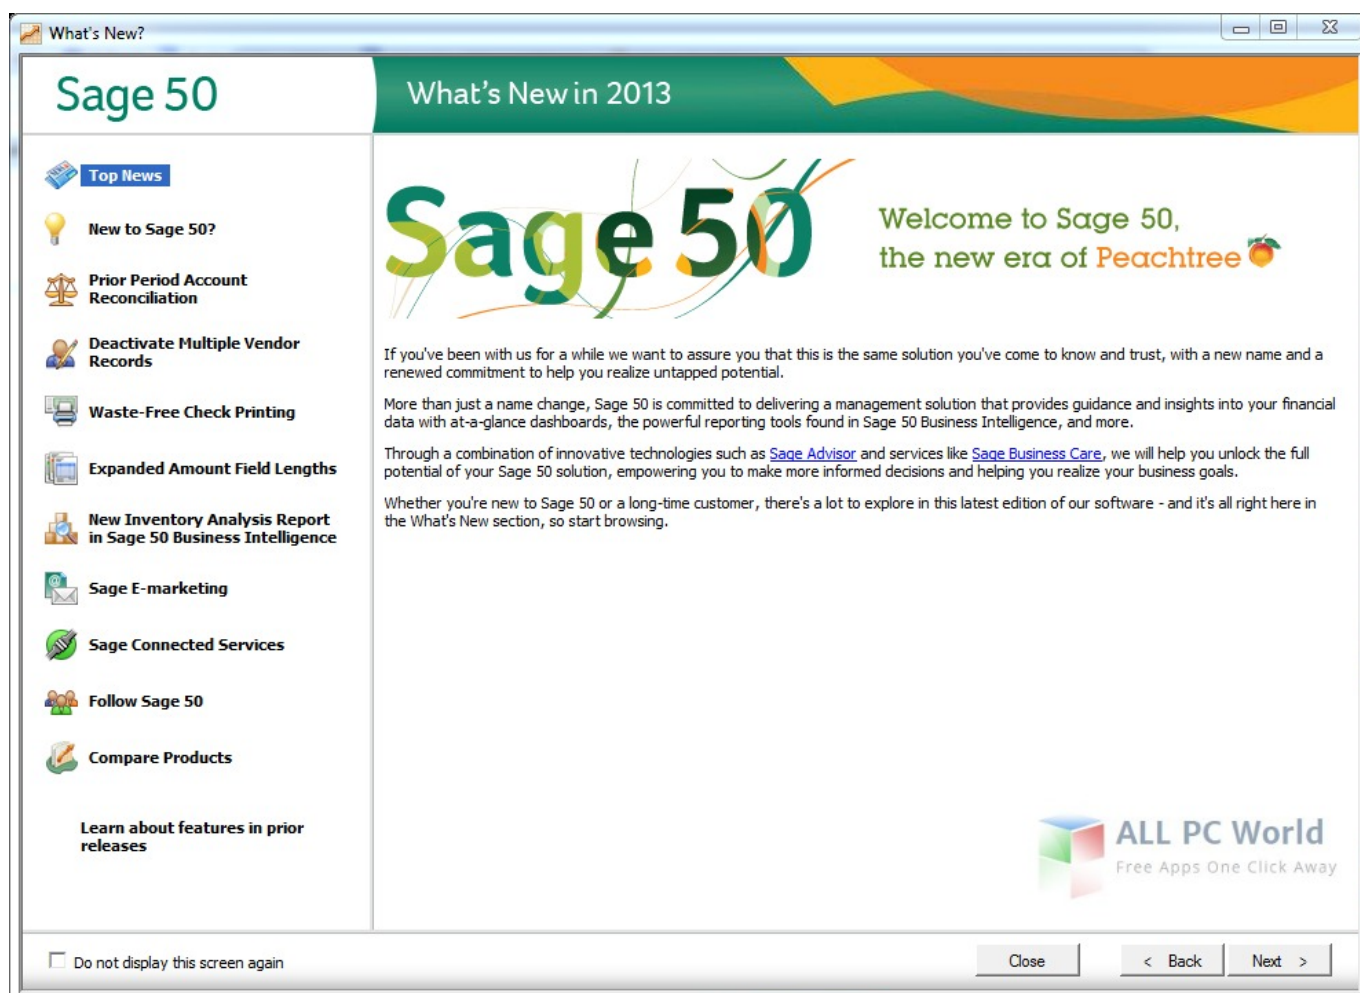 What's New?
Sage 50
What's New in 2013
Top News
New to Sage 50?
Prior Period Account
Reconciliation
Deactivate Multiple Vendor
Records
Waste-Free Check Printing
Expanded Amount Field Lengths
New Inventory Analysis Report
in Sage 50 Business Intelligence
Sage E-marketing
Sage Connected Services
Follow Sage 50
Compare Products
Learn about features in prior
releases
Sage 50
Welcome to Sage 50,
the new era of Peachtree
If you've been with us for a while we want to assure you that this is the same solution you've come to know and trust, with a new name and a
renewed commitment to help you realize untapped potential.
More than just a name change, Sage 50 is committed to delivering a management solution that provides guidance and insights into your financial
data with at-a-glance dashboards, the powerful reporting tools found in Sage 50 Business Intelligence, and more.
Through a combination of innovative technologies such as Sage Advisor and services like Sage Business Care, we will help you unlock the full
potential of your Sage 50 solution, empowering you to make more informed decisions and helping you realize your business goals.
Whether you're new to Sage 50 or a long-time customer, there's a lot to explore in this latest edition of our software - and it's all right here in
the What's New section, so start browsing.
ALL PC World
Free Apps One Click Away
Do not display this screen again
Close
< Back
Next >